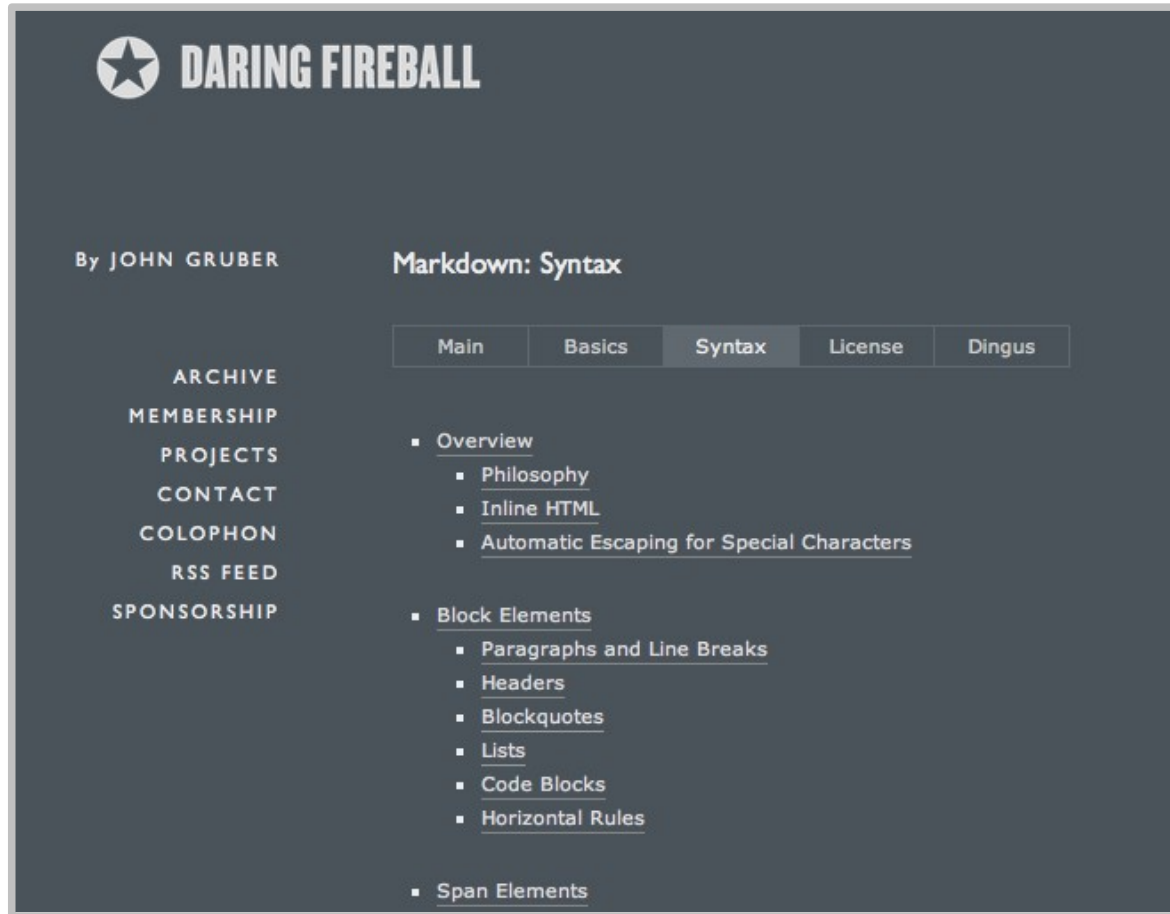 DARING FIREBALL
By JOHN GRUBER
ARCHIVE
MEMBERSHIP
PROJECTS
CONTACT
COLOPHON
RSS FEED
SPONSORSHIP
Markdown: Syntax
Main Basics Syntax License Dingus
Overview
Philosophy
Inline HTML
Automatic Escaping for Special Characters
Block Elements
Paragraphs and Line Breaks
Headers
Blockquotes
Lists
Code Blocks
Horizontal Rules
Span Elements